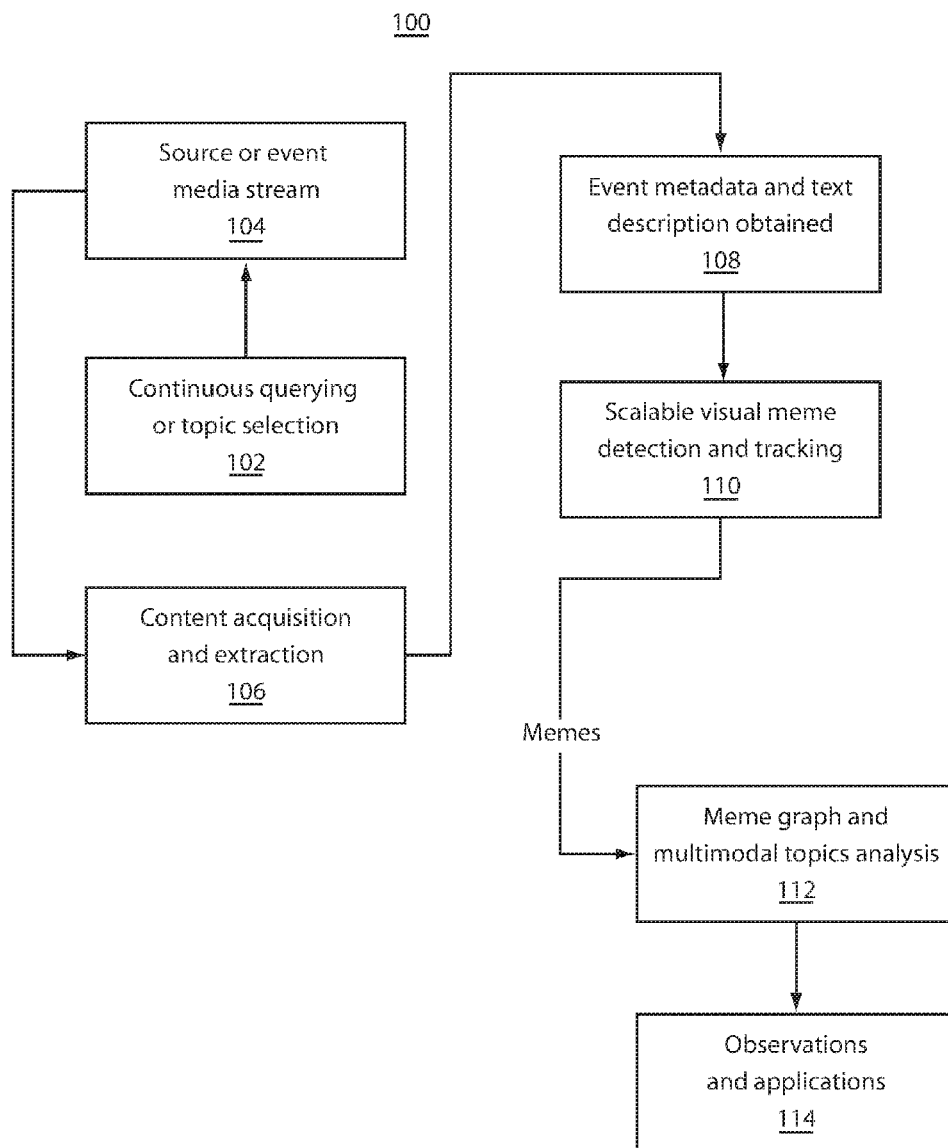 100
Source or event
media stream
104
Continuous querying
or topic selection
102
Content acquisition
and extraction
106
Event metadata and text
description obtained
108
Scalable visual meme
detection and tracking
110
Memes
Meme graph and
multimodal topics analysis
112
Observations
and applications
114